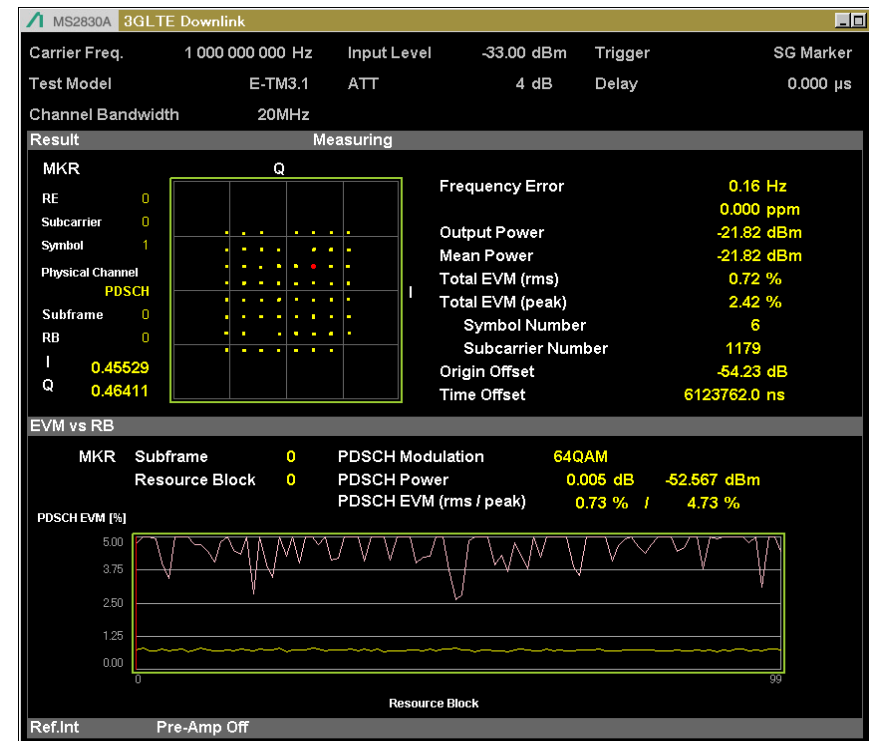 MS2830A 3GLTE Downlink
Carrier Freq. 1 000 000 000 Hz Input Level -33.00 dBm Trigger SG Marker
Test Model E-TM3.1 ATT 4 dB Delay 0.000 µs
Channel Bandwidth 20MHz
Result Measuring
MKR Q
RE 0
Subcarrier 0
Symbol 1
Physical Channel
PDSCH
Subframe 0
RB 0
I 0.45529
Q 0.46411
I
Frequency Error 0.16 Hz
0.000 ppm
Output Power -21.82 dBm
Mean Power -21.82 dBm
Total EVM (rms) 0.72 %
Total EVM (peak) 2.42 %
Symbol Number 6
Subcarrier Number 1179
Origin Offset -54.23 dB
Time Offset 6123762.0 ns
EVM vs RB
MKR Subframe 0 PDSCH Modulation 64QAM
Resource Block 0 PDSCH Power 0.005 dB -52.567 dBm
PDSCH EVM (rms / peak) 0.73 % / 4.73 %
PDSCH EVM [%]
5.00
3.75
2.50
1.25
0.00
0 99
Resource Block
Ref.Int Pre-Amp Off